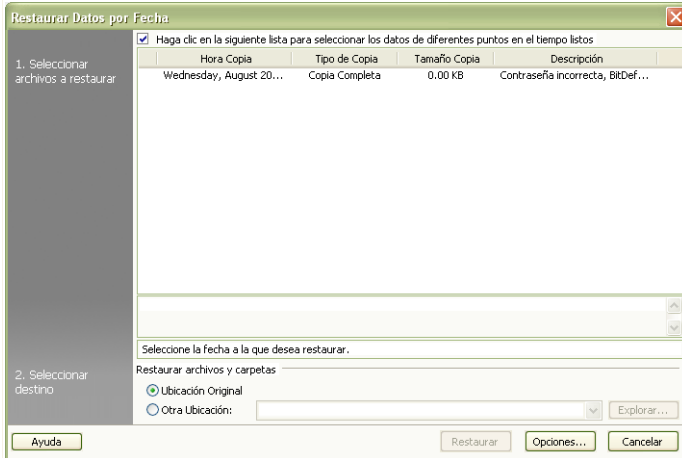 Restaurar Datos por Fecha
1. Seleccionar
archivos a restaurar
Haga clic en la siguiente lista para seleccionar los datos de diferentes puntos en el tiempo listos
Hora Copia Tipo de Copia Tamaño Copia Descripción
Wednesday, August 20... Copia Completa 0.00 KB Contraseña incorrecta, BitDef...
Seleccione la fecha a la que desea restaurar.
2. Seleccionar
destino
Restaurar archivos y carpetas
Ubicación Original
Otra Ubicación: Explorar...
Ayuda Restaurar Opciones... Cancelar